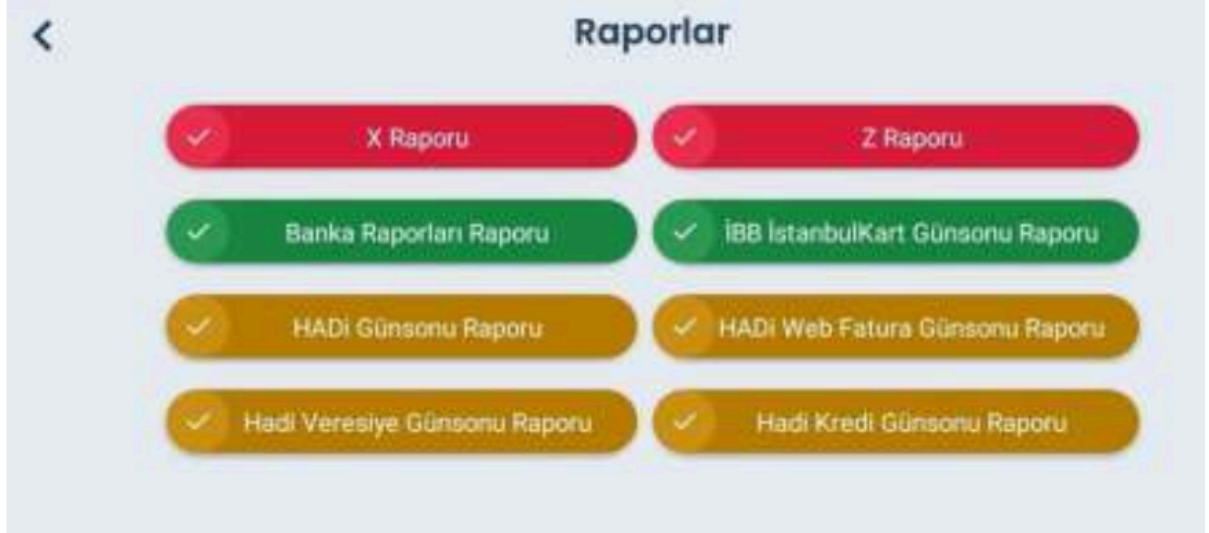 Raporlar
X Raporu
Z Raporu
Banka Raporları Raporu
İBB İstanbulKart Günsonu Raporu
HADİ Günsonu Raporu
HADİ Web Fatura Günsonu Raporu
Hadi Veresiye Günsonu Raporu
Hadi Kredi Günsonu Raporu